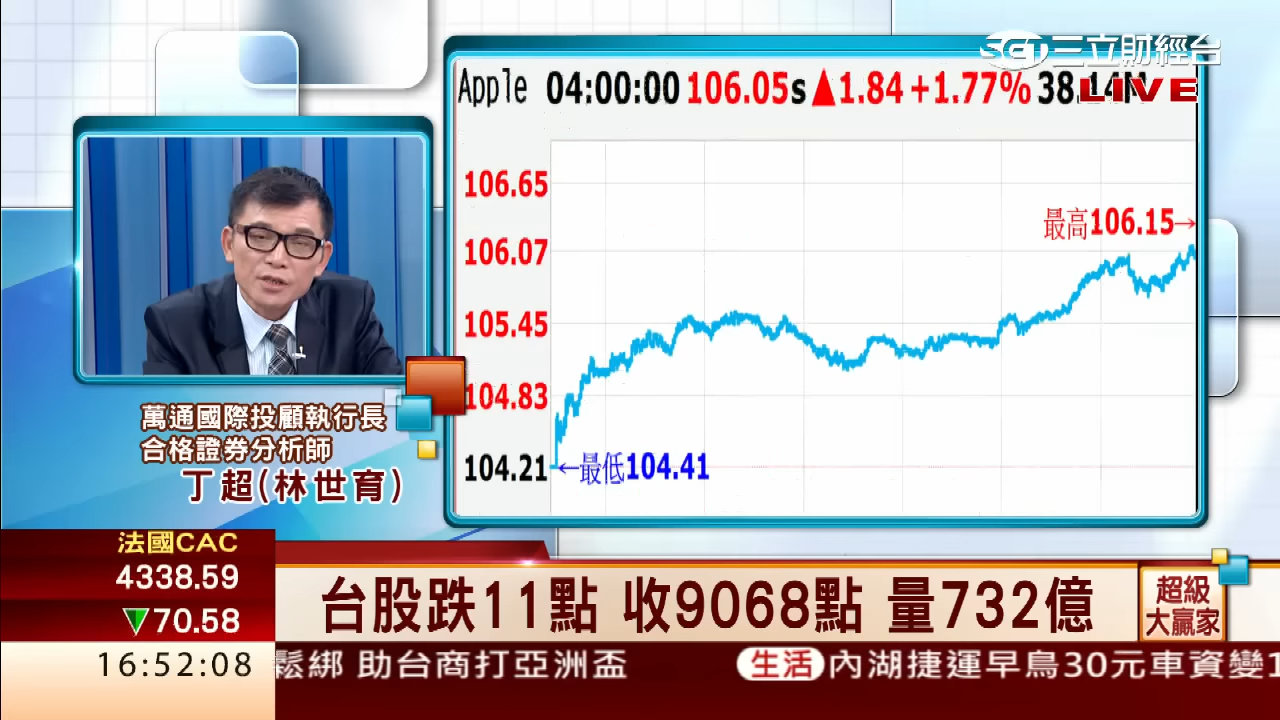 SET三立財經台
LIVE
Apple 04:00:00 106.05s▲1.84+1.77% 38.14M
106.65
最高106.15→
106.07
105.45
104.83
104.21
←最低104.41
萬通國際投顧執行長
合格證券分析師
丁超(林世育)
法國CAC
4338.59
▼70.58
台股跌11點 收9068點 量732億
超級
大贏家
16:52:08
鬆綁 助台商打亞洲盃 生活 內湖捷運早鳥30元車資變1